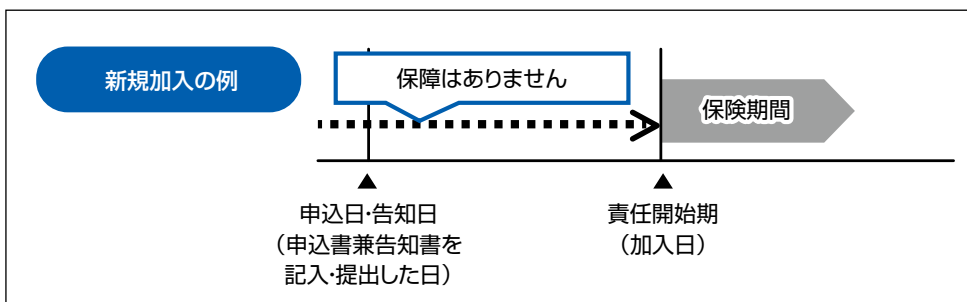 新規加入の例
保障はありません
保険期間
申込日・告知日
（申込書兼告知書を
記入・提出した日）
責任開始期
（加入日）